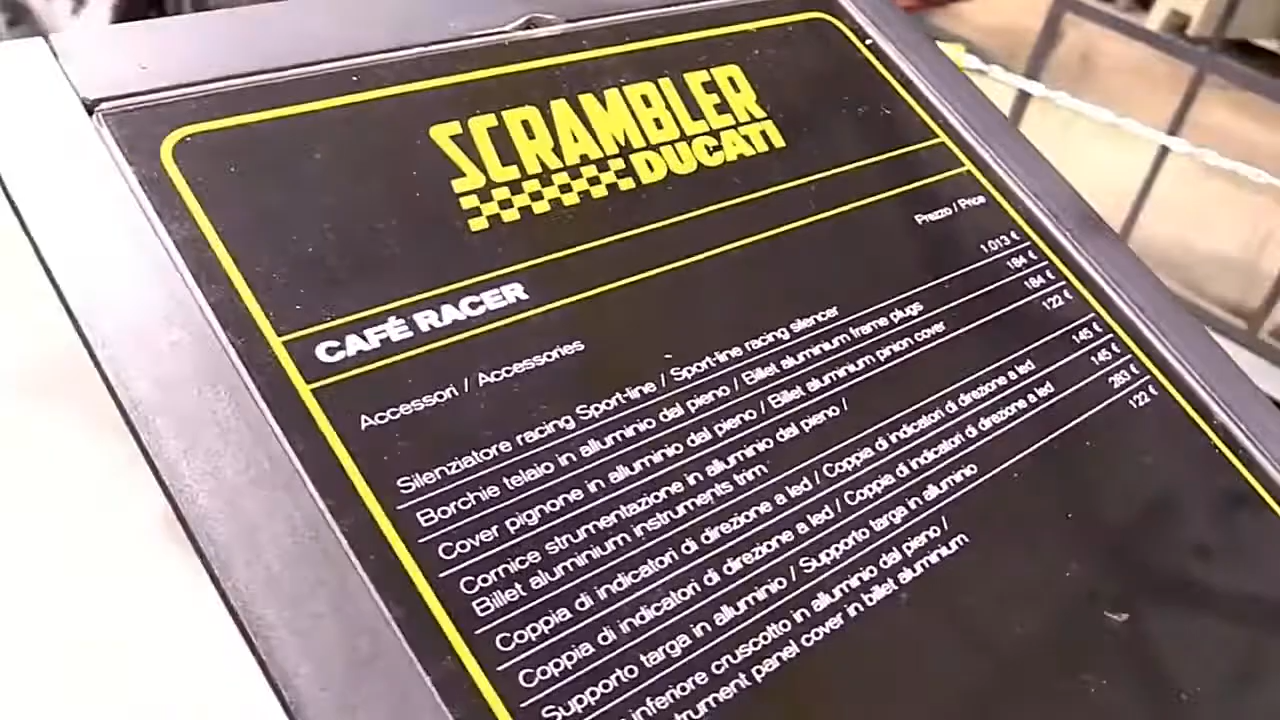 SCRAMBLER
DUCATI
CAFÉ RACER
Prezzo / Price
Accessori / Accessories
Silenziatore racing Sport-line / Sport-line racing silencer 1.013 €
Borchie telaio in alluminio dal pieno / Billet aluminium frame plugs 184 €
Cover pignone in alluminio dal pieno / Billet aluminium pinion cover 184 €
Cornice strumentazione in alluminio dal pieno / 122 €
Billet aluminium instruments trim
Coppia di indicatori di direzione a led / Coppia di indicatori di direzione a led 145 €
Coppia di indicatori di direzione a led / Coppia di indicatori di direzione a led 145 €
Supporto targa in alluminio / Supporto targa in alluminio 283 €
inferiore cruscotto in alluminio dal pieno / 122 €
panel cover in billet aluminium